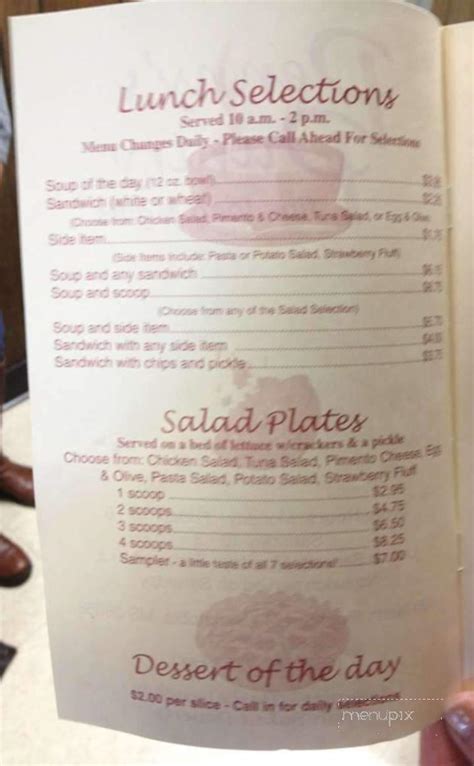 Lunch Selections
Served 10 a.m. - 2 p.m.
Menu Changes Daily - Please Call Ahead For Selections
Soup of the day (12 oz. bowl)
Sandwich (white or wheat)
(Choose from: Chicken Salad, Pimento & Cheese, Tuna Salad, or Egg & Olive)
Side item $1.75
(Side Items Include: Pasta or Potato Salad, Strawberry Fluff)
Soup and any sandwich
Soup and scoop
(Choose from any of the Salad Selection)
Soup and side item
Sandwich with any side item
Sandwich with chips and pickle $3.75
Salad Plates
Served on a bed of lettuce w/crackers & a pickle
Choose from: Chicken Salad, Tuna Salad, Pimento Cheese, Egg
& Olive, Pasta Salad, Potato Salad, Strawberry Fluff
1 scoop $2.95
2 scoops $4.75
3 scoops $6.50
4 scoops $8.25
Sampler - a little taste of all 7 selections! $7.00
Dessert of the day
$2.00 per slice - Call in for daily selections
menupix